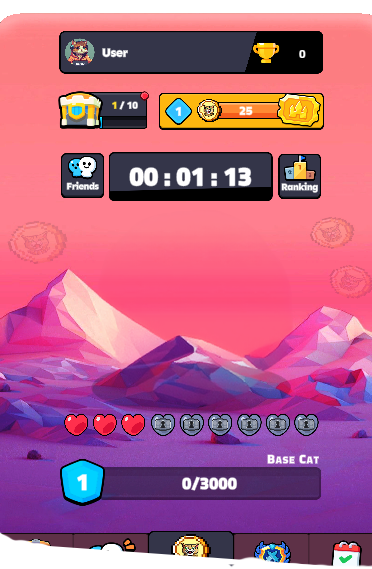 User
0
1 / 10
1
25
Friends
00 : 01 : 13
Ranking
BASE CAT
1
0/3000